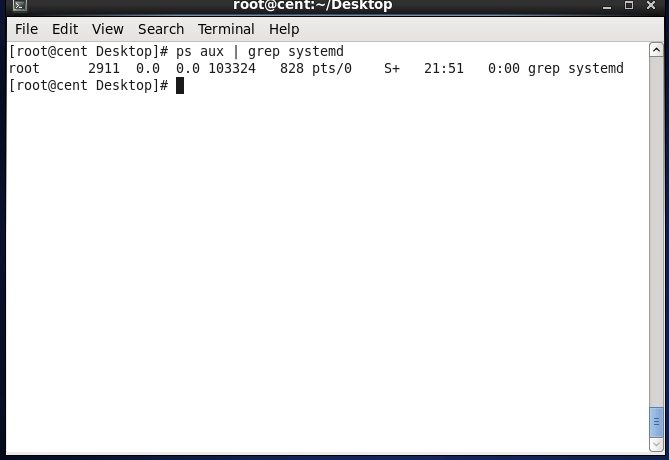 root@cent:~/Desktop
File Edit View Search Terminal Help
[root@cent Desktop]# ps aux | grep systemd
root      2911  0.0  0.0 103324   828 pts/0    S+   21:51   0:00 grep systemd
[root@cent Desktop]#